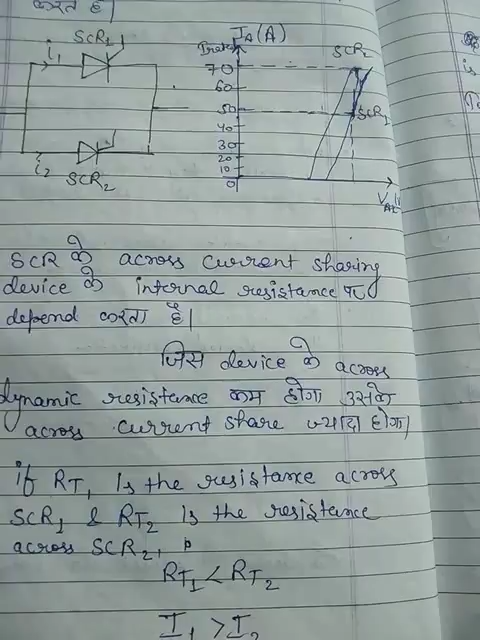 करता है।
SCR₁
i₁
i₂
SCR₂
I_A (A)
70
60
50
40
30
20
10
0
SCR₂
SCR₁
is
SCR के across current sharing
device के internal resistance पर
depend करता है।
जिस device के across
dynamic resistance कम होगा उसके
across current share ज्यादा होगा।
if RT₁ Is the resistance across
SCR₁ & RT₂ Is the resistance
across SCR₂,
RT₁ < RT₂
I₁ > I₂